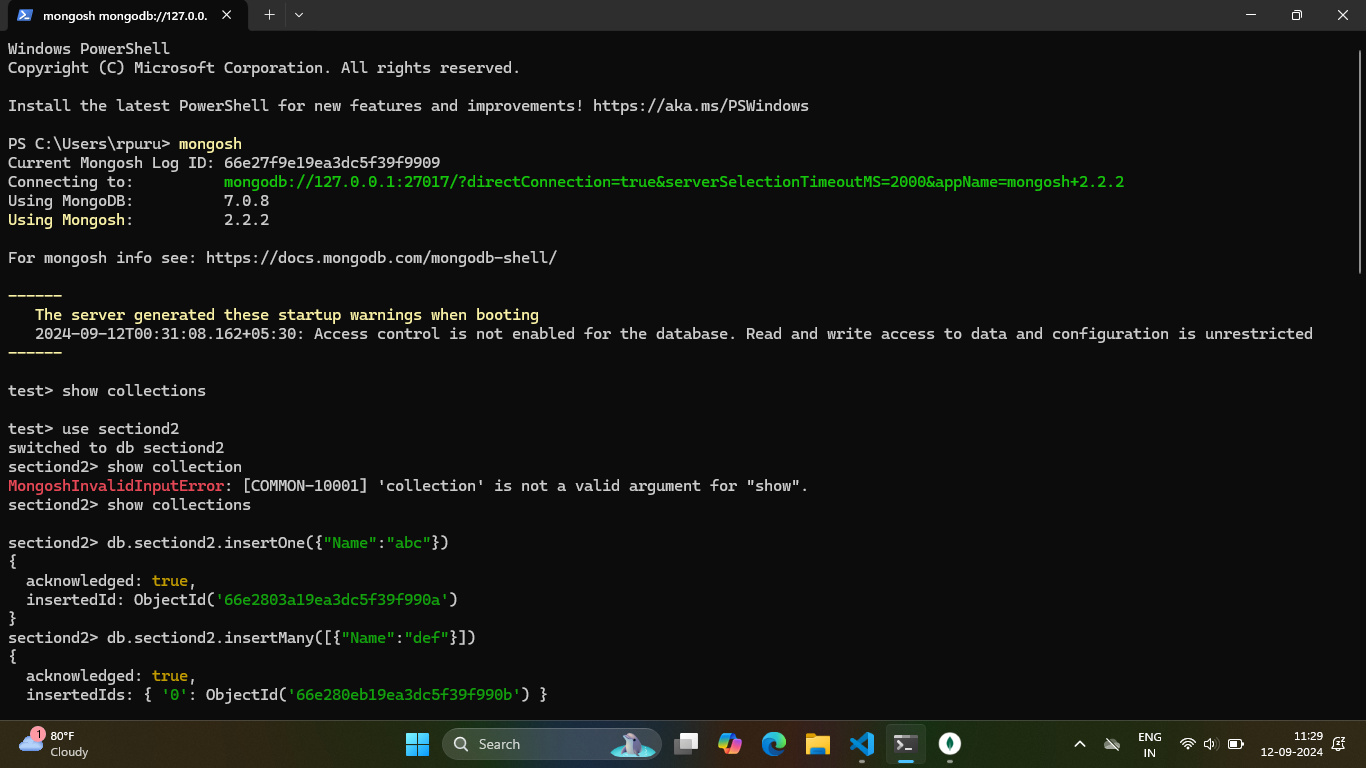 mongosh mongodb://127.0.0.
Windows PowerShell
Copyright (C) Microsoft Corporation. All rights reserved.
Install the latest PowerShell for new features and improvements! https://aka.ms/PSWindows
PS C:\Users\rpuru> mongosh
Current Mongosh Log ID: 66e27f9e19ea3dc5f39f9909
Connecting to:          mongodb://127.0.0.1:27017/?directConnection=true&serverSelectionTimeoutMS=2000&appName=mongosh+2.2.2
Using MongoDB:          7.0.8
Using Mongosh:          2.2.2
For mongosh info see: https://docs.mongodb.com/mongodb-shell/
------
   The server generated these startup warnings when booting
   2024-09-12T00:31:08.162+05:30: Access control is not enabled for the database. Read and write access to data and configuration is unrestricted
------
test> show collections
test> use sectiond2
switched to db sectiond2
sectiond2> show collection
MongoshInvalidInputError: [COMMON-10001] 'collection' is not a valid argument for "show".
sectiond2> show collections
sectiond2> db.sectiond2.insertOne({"Name":"abc"})
{
  acknowledged: true,
  insertedId: ObjectId('66e2803a19ea3dc5f39f990a')
}
sectiond2> db.sectiond2.insertMany([{"Name":"def"}])
{
  acknowledged: true,
  insertedIds: { '0': ObjectId('66e280eb19ea3dc5f39f990b') }
1
80°F
Cloudy
Search
ENG
IN
11:29
12-09-2024